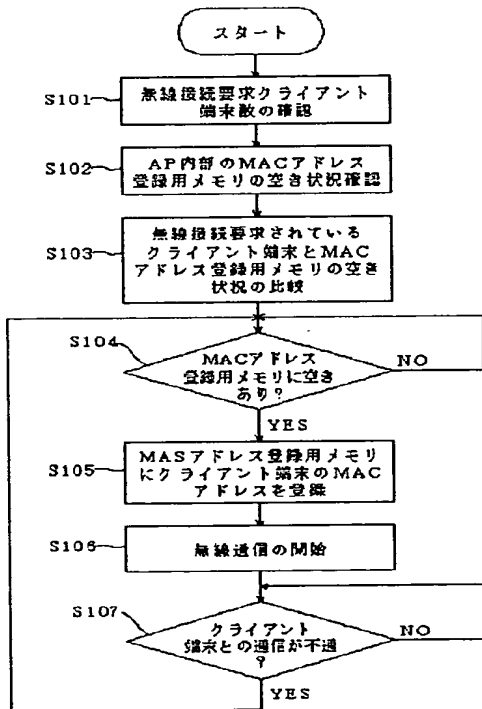 スタート
S101
無線接続要求クライアント
端末数の確認
S102
AP内部のMACアドレス
登録用メモリの空き状況確認
S103
無線接続要求されている
クライアント端末とMAC
アドレス登録用メモリの空き
状況の比較
S104
MACアドレス
登録用メモリに空き
あり?
NO
YES
S105
MASアドレス登録用メモリ
にクライアント端末のMAC
アドレスを登録
S106
無線通信の開始
S107
クライアント
端末との通信が不通
?
NO
YES